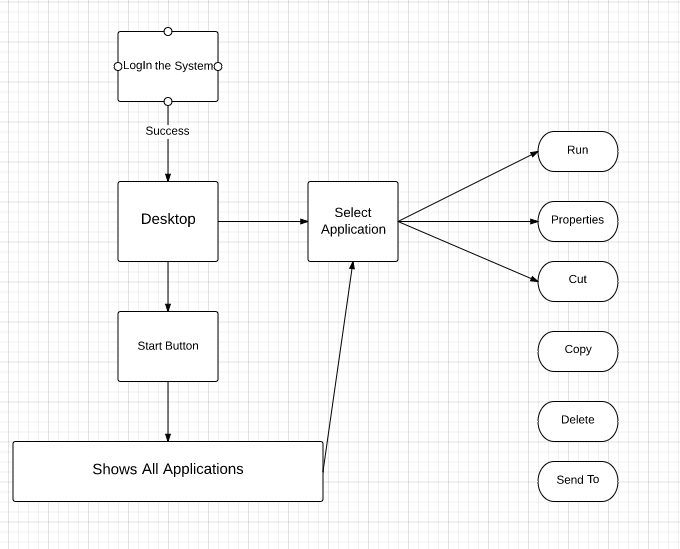 LogIn the System
Success
Desktop
Select
Application
Run
Properties
Cut
Start Button
Copy
Delete
Shows All Applications
Send To